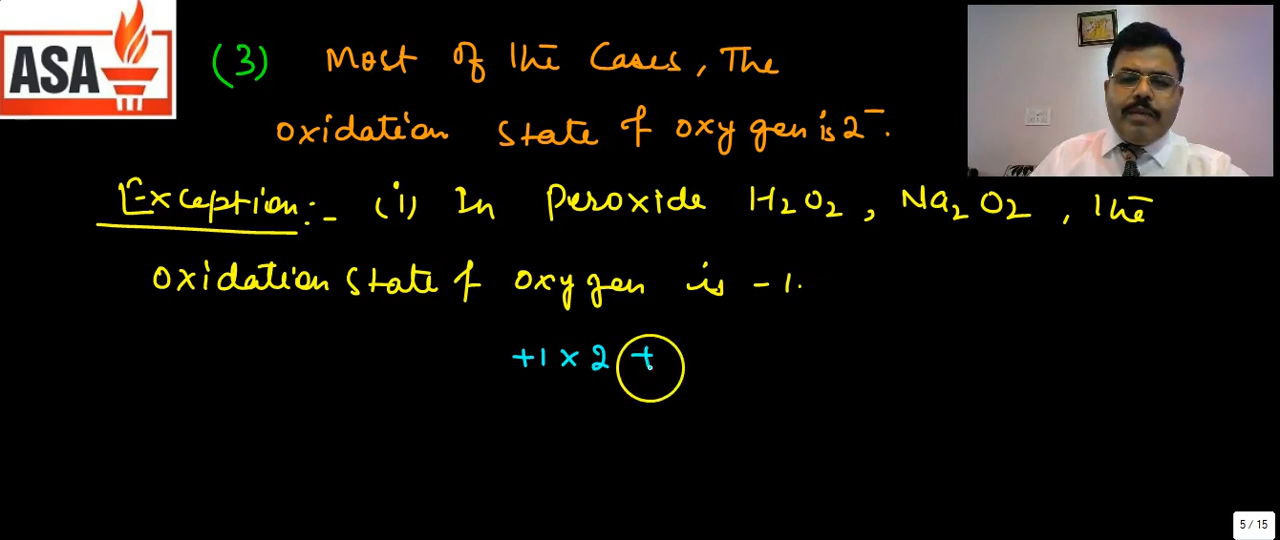 ASA
(3) Most of the Cases, The
oxidation state of oxygen is 2⁻.
Exception:- (i) In Peroxide H₂O₂, Na₂O₂, the
oxidation state of oxygen is -1.
+1 × 2 +
5 / 15